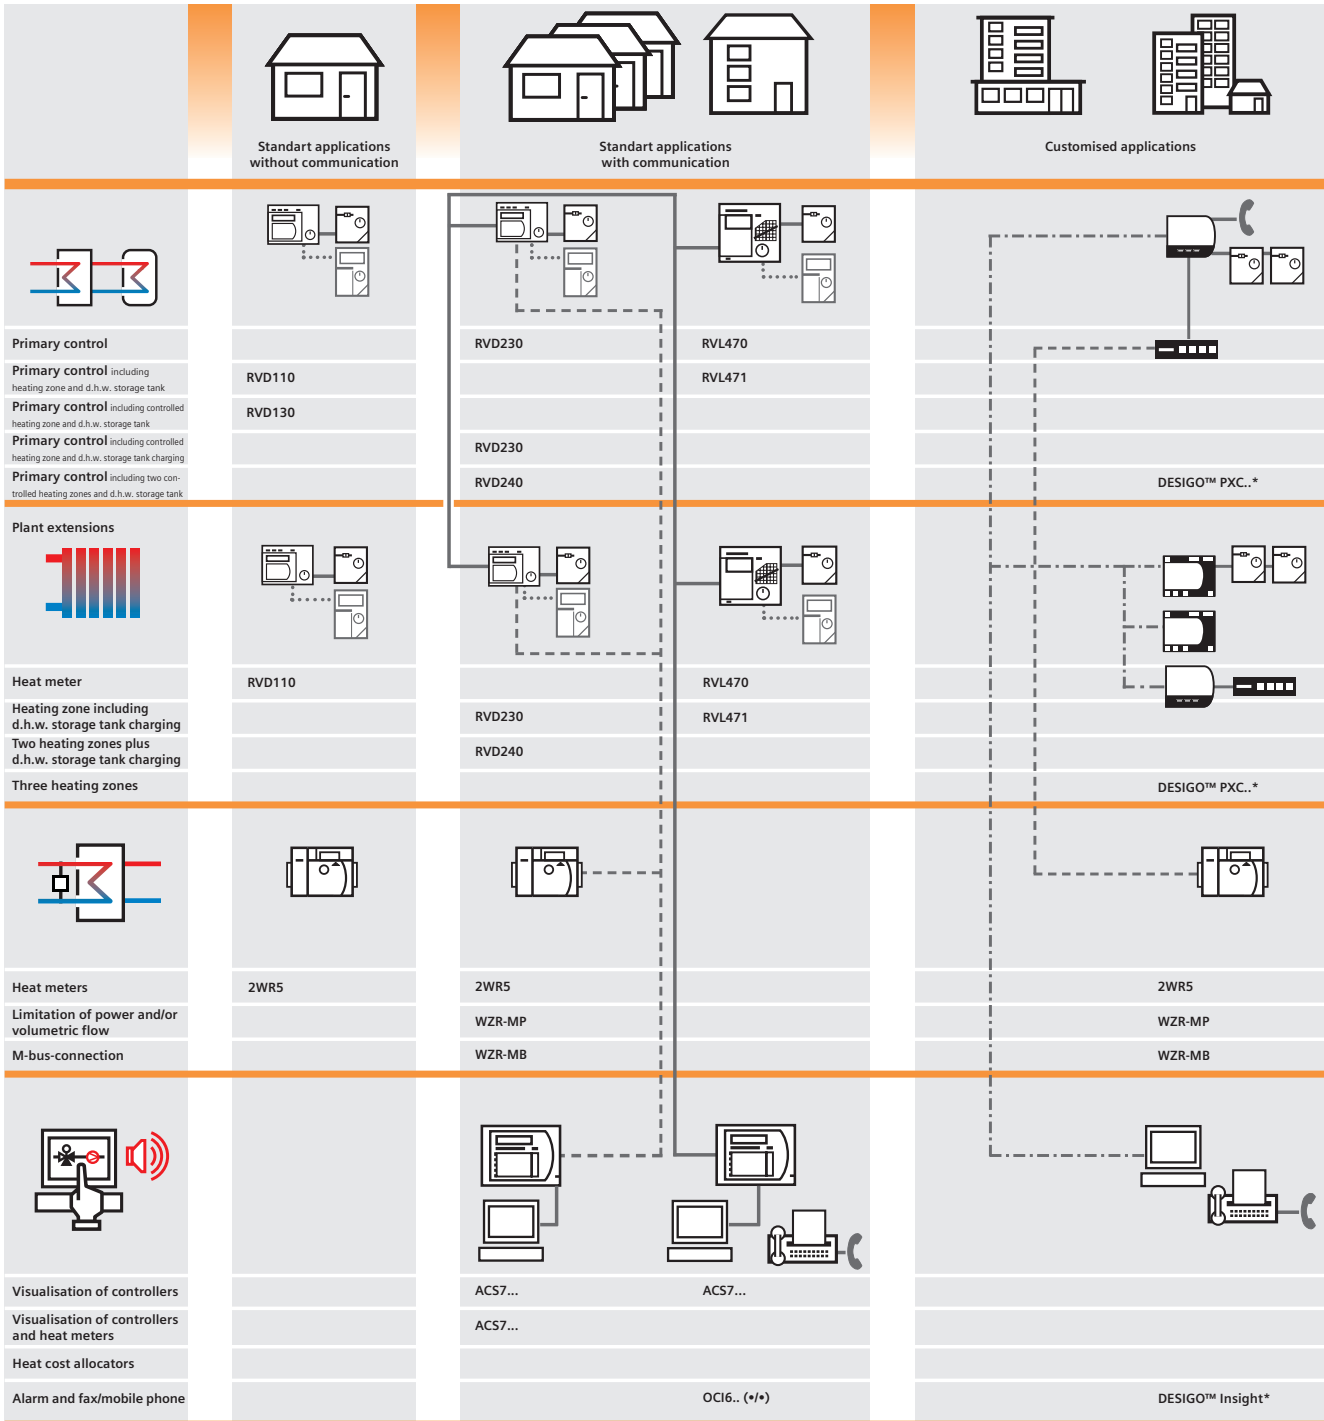 Standart applications
without communication
Standart applications
with communication
Customised applications
Primary control
RVD230
RVL470
Primary control including
heating zone and d.h.w. storage tank
RVD110
RVL471
Primary control including controlled
heating zone and d.h.w. storage tank
RVD130
Primary control including controlled
heating zone and d.h.w. storage tank charging
RVD230
Primary control including two con-
trolled heating zones and d.h.w. storage tank
RVD240
DESIGO™ PXC..*
Plant extensions
Heat meter
RVD110
RVL470
Heating zone including
d.h.w. storage tank charging
RVD230
RVL471
Two heating zones plus
d.h.w. storage tank charging
RVD240
Three heating zones
DESIGO™ PXC..*
Heat meters
2WR5
2WR5
2WR5
Limitation of power and/or
volumetric flow
WZR-MP
WZR-MP
M-bus-connection
WZR-MB
WZR-MB
Visualisation of controllers
ACS7...
ACS7...
Visualisation of controllers
and heat meters
ACS7...
Heat cost allocators
Alarm and fax/mobile phone
OCI6.. (•/•)
DESIGO™ Insight*